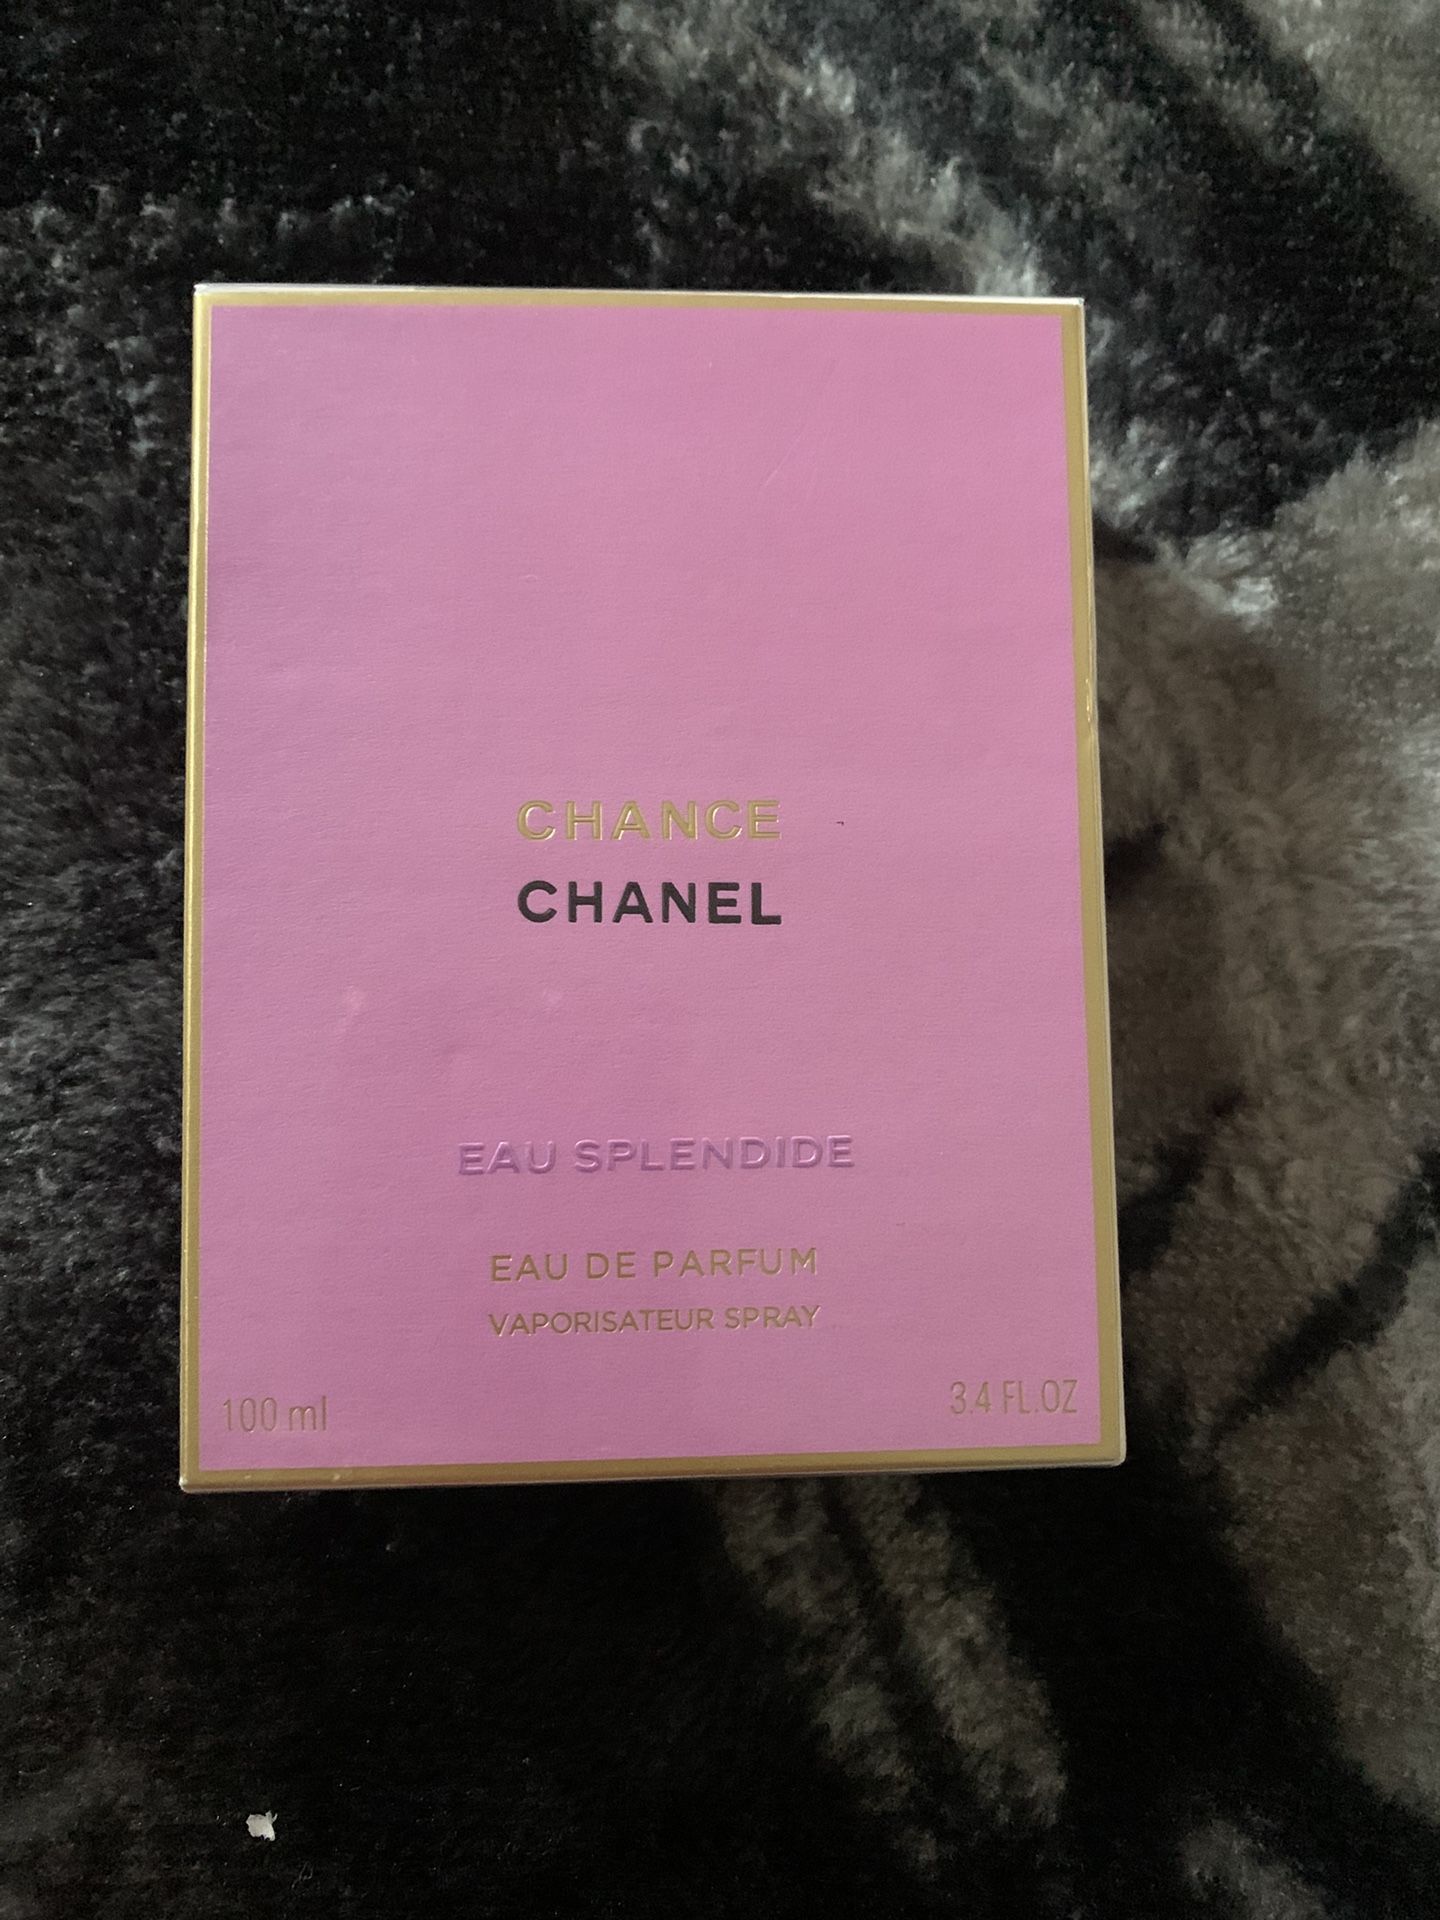 CHANCE
CHANEL
EAU SPLENDIDE
EAU DE PARFUM
VAPORISATEUR SPRAY
100 ml
3.4 FL.OZ